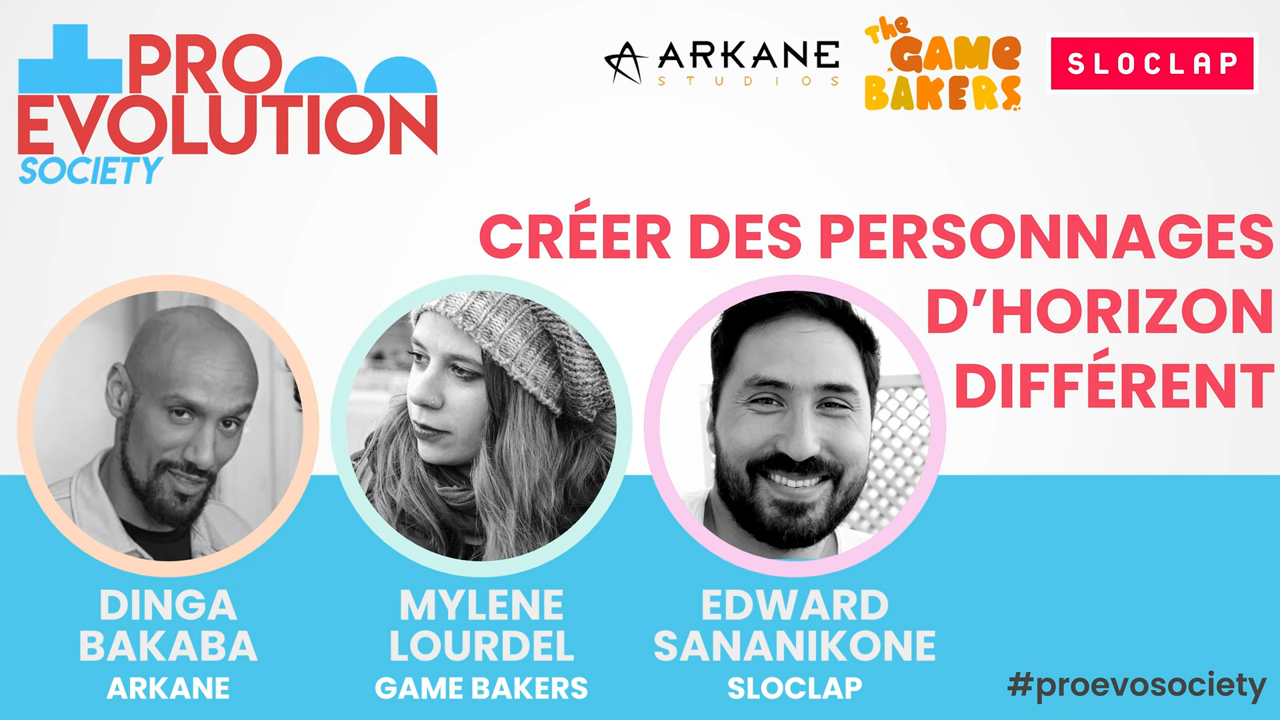 PRO
EVOLUTION
SOCIETY
ARKANE
STUDIOS
The
GAME
BAKERS
SLOCLAP
CRÉER DES PERSONNAGES
D’HORIZON
DIFFÉRENT
DINGA
BAKABA
ARKANE
MYLENE
LOURDEL
GAME BAKERS
EDWARD
SANANIKONE
SLOCLAP
#proevosociety